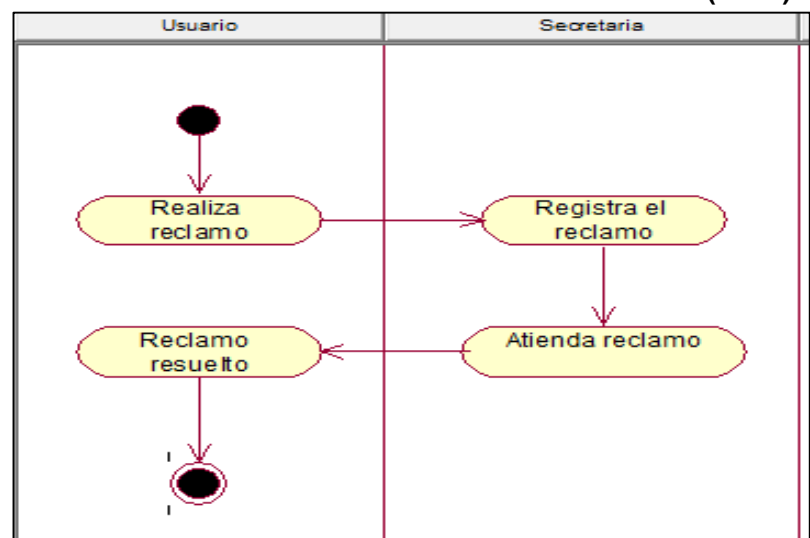 Usuario
Secretaria
Realiza
reclamo
Registra el
reclamo
Reclamo
resuelto
Atienda reclamo